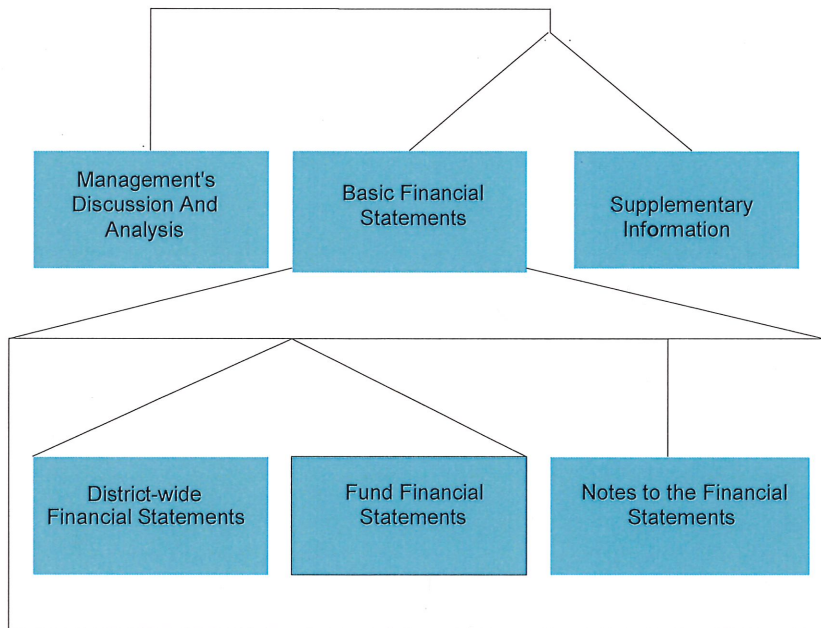 Management's
Discussion And
Analysis
Basic Financial
Statements
Supplementary
Information
District-wide
Financial Statements
Fund Financial
Statements
Notes to the Financial
Statements